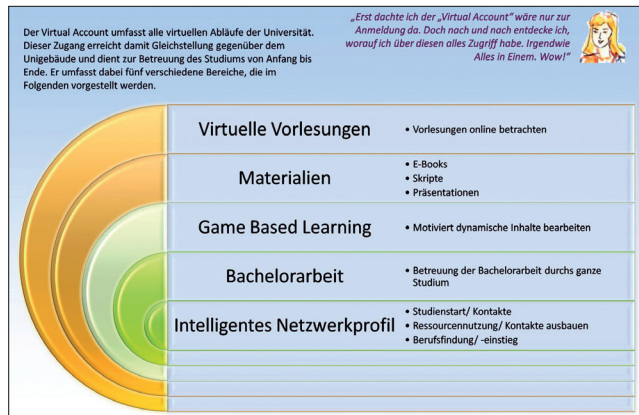 Der Virtual Account umfasst alle virtuellen Abläufe der Universität.
Dieser Zugang erreicht damit Gleichstellung gegenüber dem
Unigebäude und dient zur Betreuung des Studiums von Anfang bis
Ende. Er umfasst dabei fünf verschiedene Bereiche, die im
Folgenden vorgestellt werden.
„Erst dachte ich der „Virtual Account“ wäre nur zur
Anmeldung da. Doch nach und nach entdecke ich,
worauf ich über diesen alles Zugriff habe. Irgendwie
Alles in Einem. Wow!“
Virtuelle Vorlesungen
• Vorlesungen online betrachten
Materialien
• E-Books
• Skripte
• Präsentationen
Game Based Learning
• Motiviert dynamische Inhalte bearbeiten
Bachelorarbeit
• Betreuung der Bachelorarbeit durchs ganze
Studium
Intelligentes Netzwerkprofil
• Studienstart/ Kontakte
• Ressourcennutzung/ Kontakte ausbauen
• Berufsfindung/ -einstieg